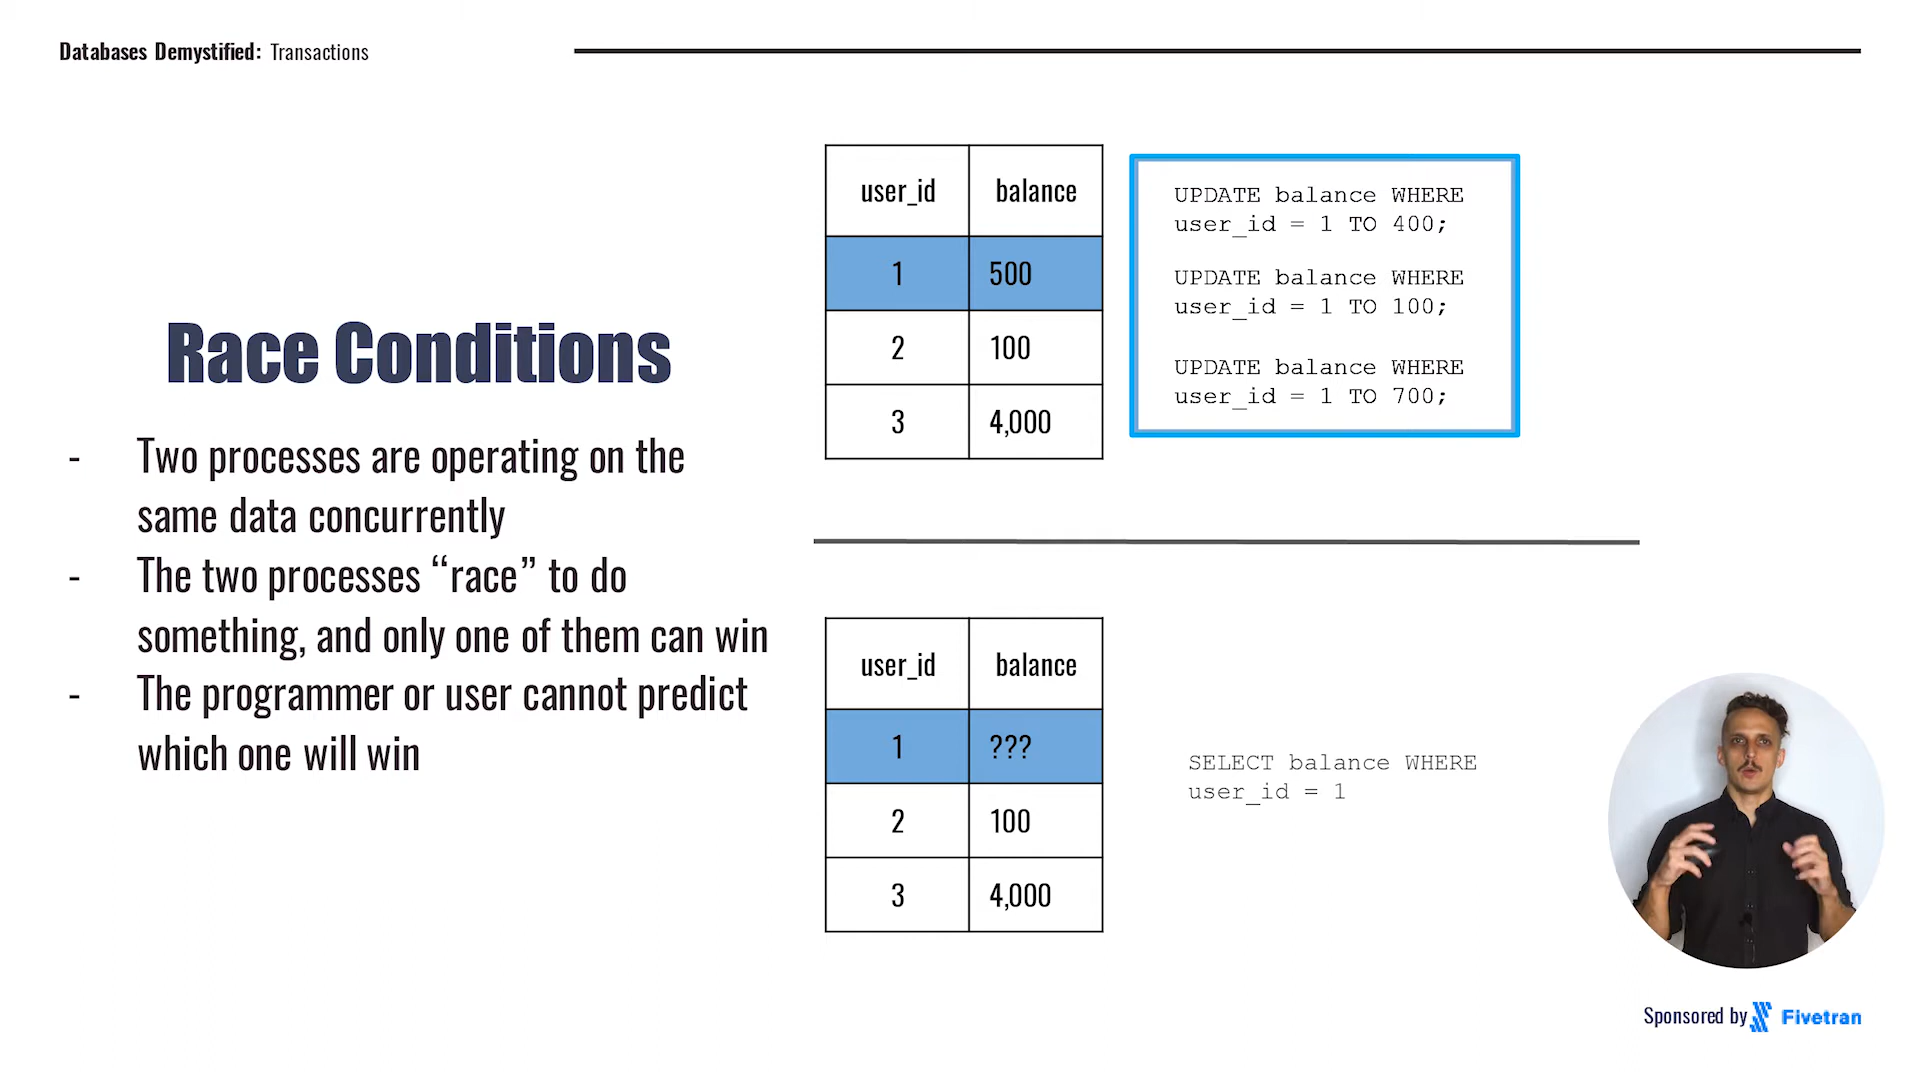 Databases Demystified: Transactions
Race Conditions
- Two processes are operating on the
same data concurrently
- The two processes “race” to do
something, and only one of them can win
- The programmer or user cannot predict
which one will win
user_id balance
1 500
2 100
3 4,000
UPDATE balance WHERE
user_id = 1 TO 400;
UPDATE balance WHERE
user_id = 1 TO 100;
UPDATE balance WHERE
user_id = 1 TO 700;
user_id balance
1 ???
2 100
3 4,000
SELECT balance WHERE
user_id = 1
Sponsored by Fivetran